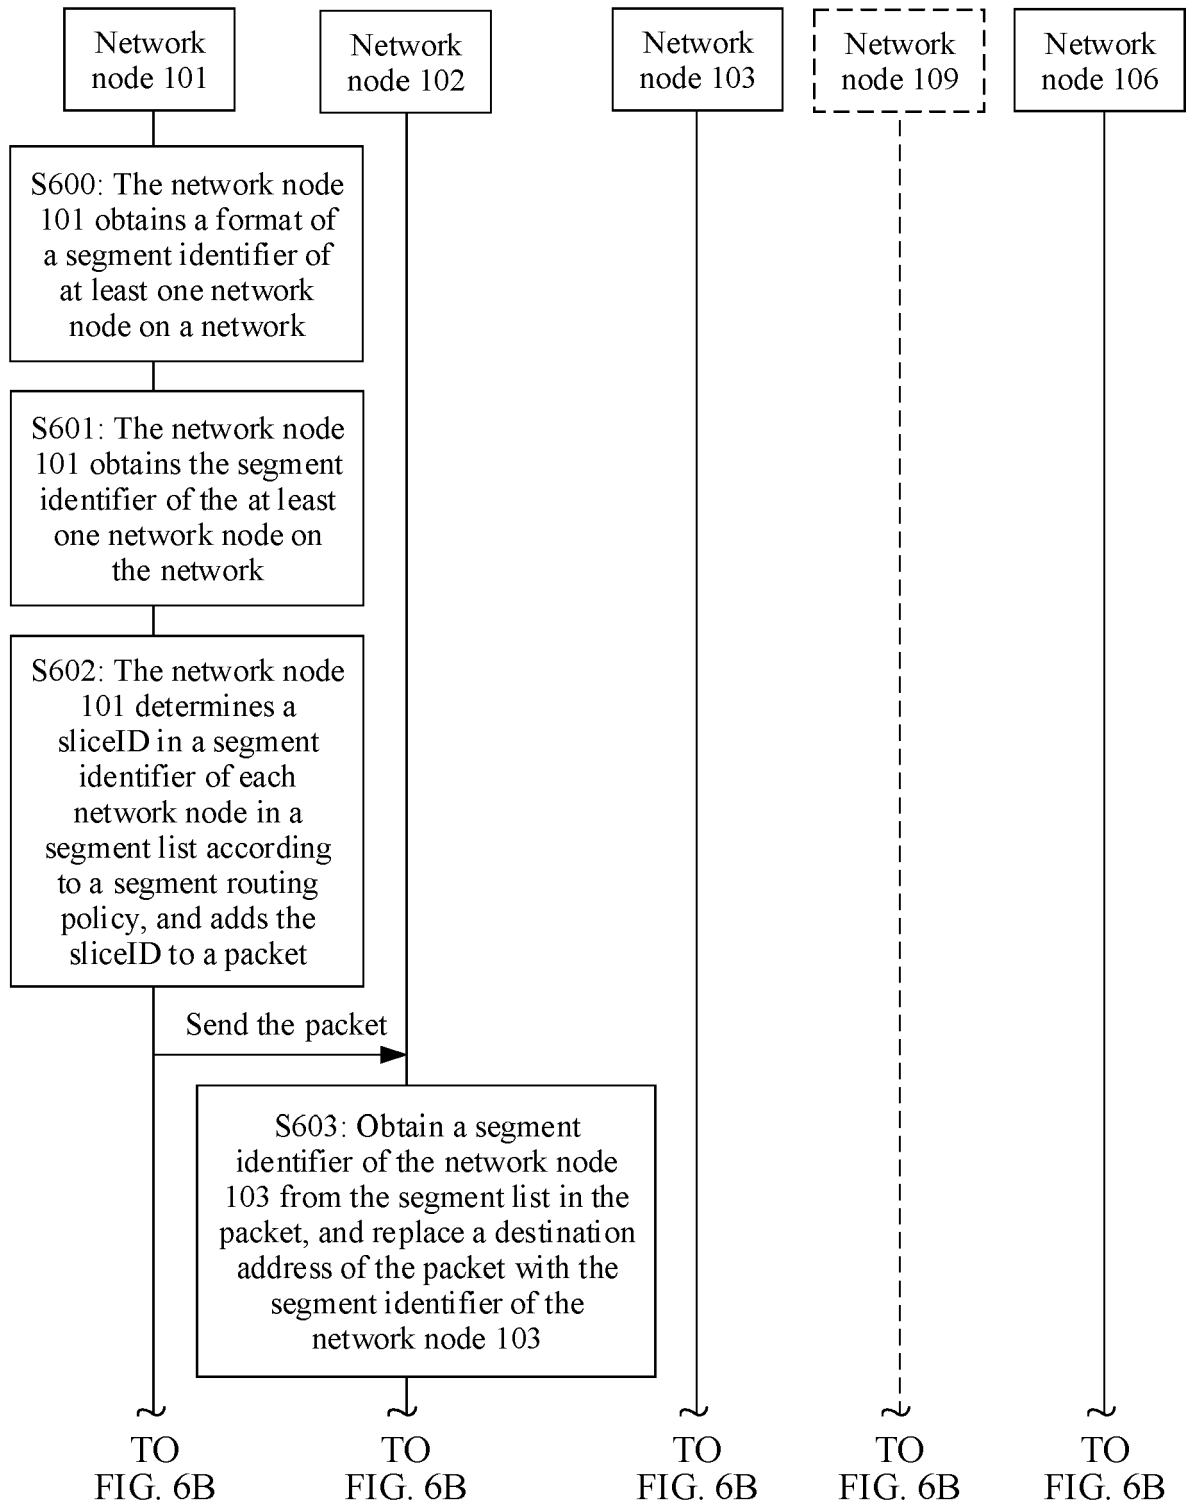 Network
node 101
Network
node 102
Network
node 103
Network
node 109
Network
node 106
S600: The network node
101 obtains a format of
a segment identifier of
at least one network
node on a network
S601: The network node
101 obtains the segment
identifier of the at least
one network node on
the network
S602: The network node
101 determines a
sliceID in a segment
identifier of each
network node in a
segment list according
to a segment routing
policy, and adds the
sliceID to a packet
Send the packet
S603: Obtain a segment
identifier of the network node
103 from the segment list in the
packet, and replace a destination
address of the packet with the
segment identifier of the
network node 103
TO
FIG. 6B
TO
FIG. 6B
TO
FIG. 6B
TO
FIG. 6B
TO
FIG. 6B